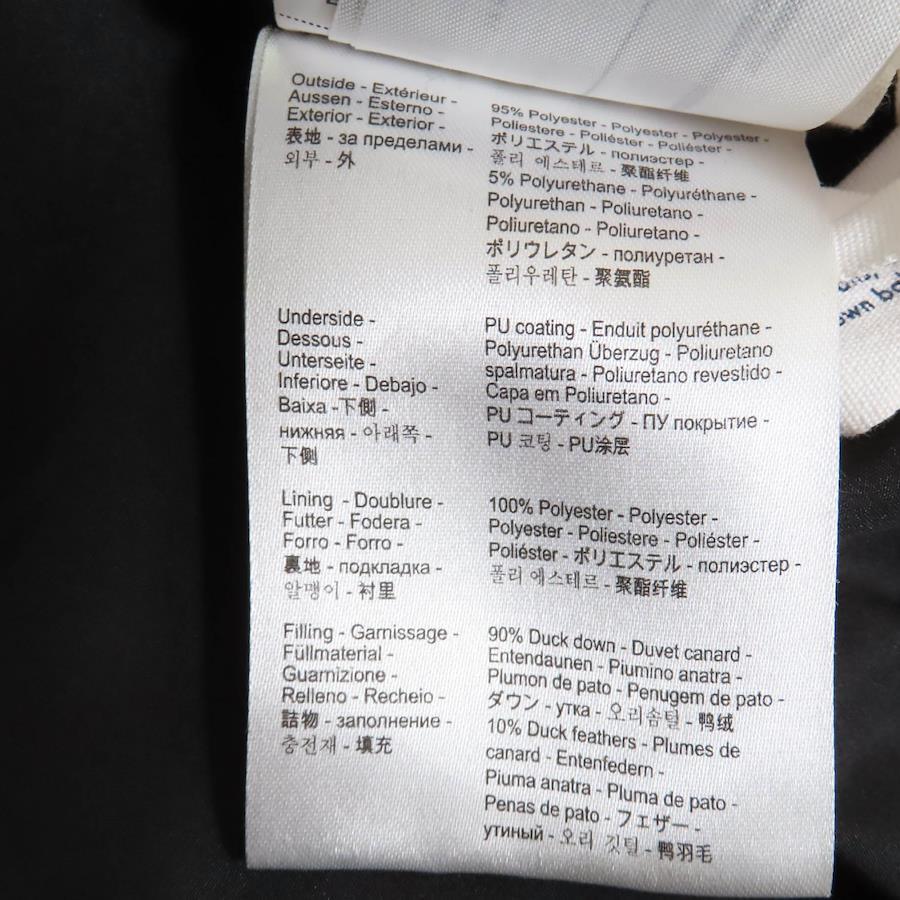 Outside - Extérieur -
Aussen - Esterno -
Exterior - Exterior -
表地 - за пределами -
외부 - 外
95% Polyester - Polyester - Polyester -
Poliestere - Poliéster - Poliéster -
ポリエステル - полиэстер -
폴리 에스테르 - 聚酯纤维
5% Polyurethane - Polyuréthane -
Polyurethan - Poliuretano -
Poliuretano - Poliuretano -
ポリウレタン - полиуретан -
폴리우레탄 - 聚氨酯
Underside -
Dessous -
Unterseite -
Inferiore - Debajo -
Baixa -下側 -
нижняя - 아래쪽 -
下侧
PU coating - Enduit polyuréthane -
Polyurethan Überzug - Poliuretano
spalmatura - Poliuretano revestido -
Capa em Poliuretano -
PU コーティング - ПУ покрытие -
PU 코팅 - PU涂层
Lining - Doublure -
Futter - Fodera -
Forro - Forro -
裏地 - подкладка -
알맹이 - 衬里
100% Polyester - Polyester -
Polyester - Poliestere - Poliéster -
Poliéster - ポリエステル - полиэстер -
폴리 에스테르 - 聚酯纤维
Filling - Garnissage -
Füllmaterial -
Guarnizione -
Relleno - Recheio -
詰物 - заполнение -
충전재 - 填充
90% Duck down - Duvet canard -
Entendaunen - Piumino anatra -
Plumon de pato - Penugem de pato -
ダウン - утка - 오리솜털 - 鸭绒
10% Duck feathers - Plumes de
canard - Entenfedern -
Piuma anatra - Pluma de pato -
Penas de pato - フェザー -
утиный - 오리 깃털 - 鸭羽毛
own